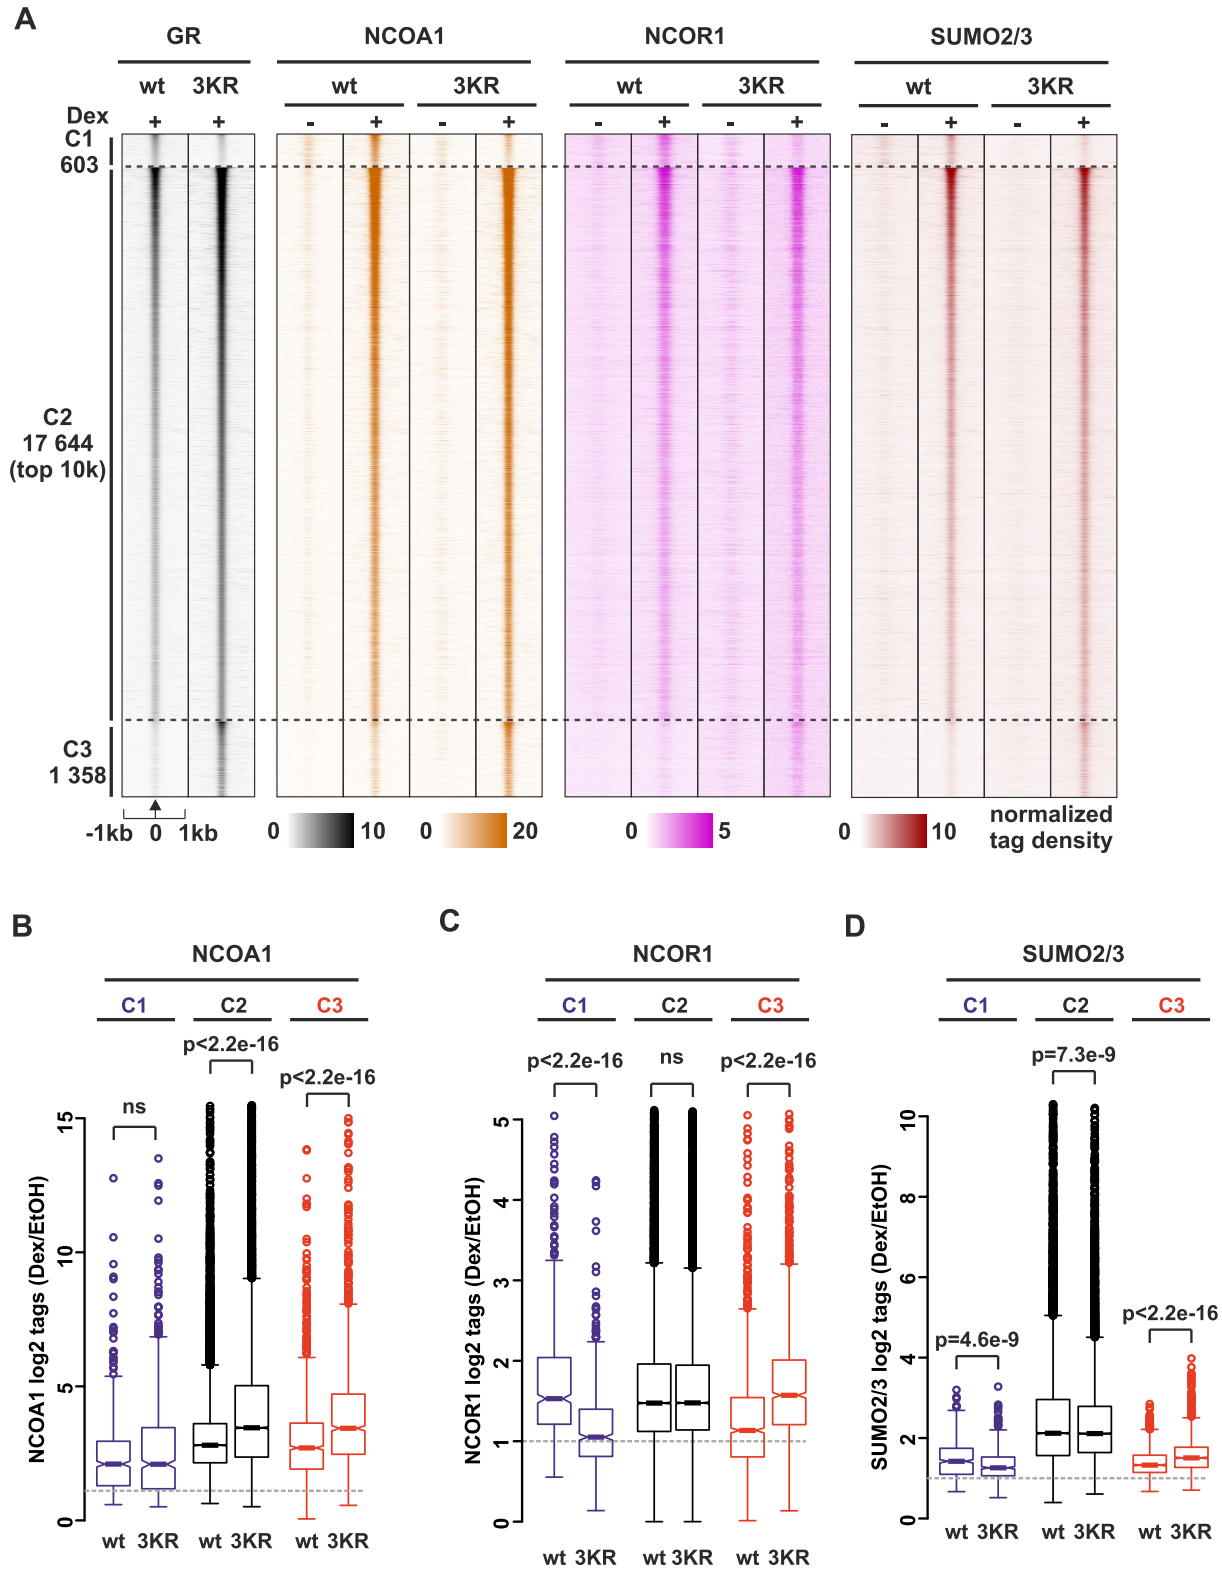 A
GR NCOA1 NCOR1 SUMO2/3
wt 3KR wt 3KR wt 3KR wt 3KR
Dex + + - + - + - + - + - + - +
C1
603
C2
17 644
(top 10k)
C3
1 358
-1kb 0 1kb
0 10 0 20 0 5 0 10
normalized
tag density
B
NCOA1
C1 C2 C3
p<2.2e-16
p<2.2e-16
ns
NCOA1 log2 tags (Dex/EtOH)
15
10
5
0
wt 3KR wt 3KR wt 3KR
C
NCOR1
C1 C2 C3
p<2.2e-16 ns p<2.2e-16
NCOR1 log2 tags (Dex/EtOH)
5
4
3
2
1
0
wt 3KR wt 3KR wt 3KR
D
SUMO2/3
C1 C2 C3
p=7.3e-9
p<2.2e-16
p=4.6e-9
SUMO2/3 log2 tags (Dex/EtOH)
10
8
6
4
2
0
wt 3KR wt 3KR wt 3KR